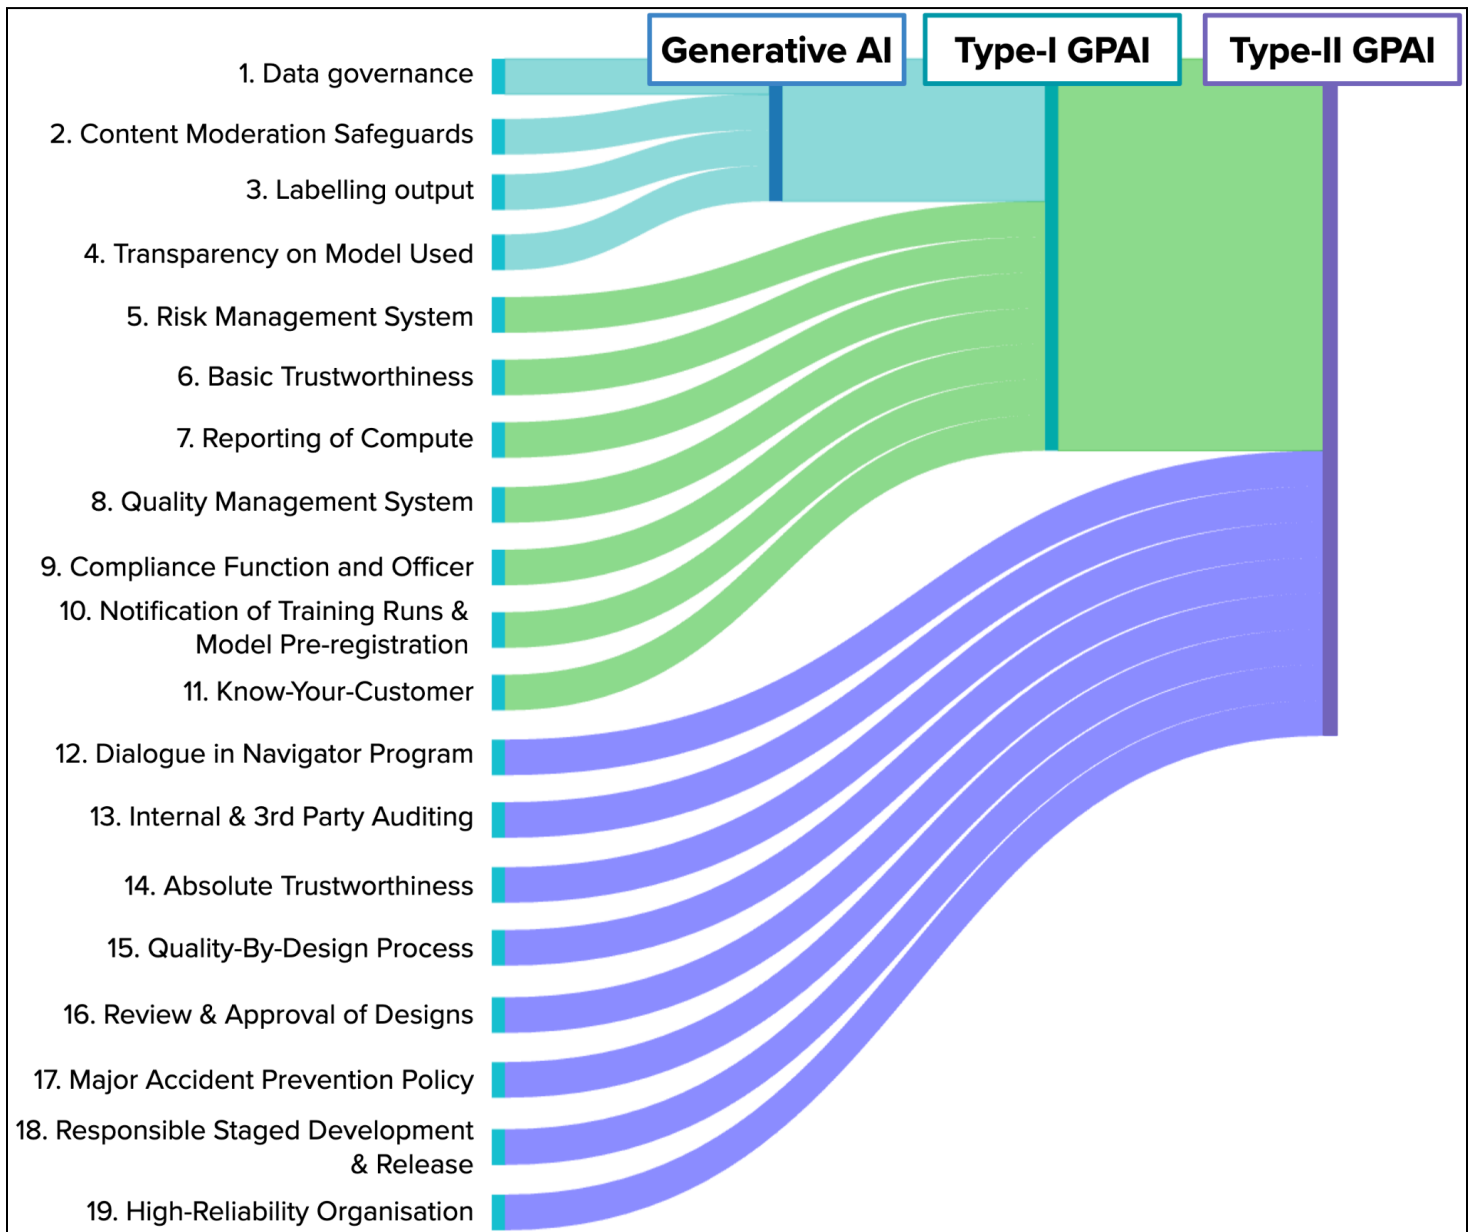 Generative AI
Type-I GPAI
Type-II GPAI
1. Data governance
2. Content Moderation Safeguards
3. Labelling output
4. Transparency on Model Used
5. Risk Management System
6. Basic Trustworthiness
7. Reporting of Compute
8. Quality Management System
9. Compliance Function and Officer
10. Notification of Training Runs &
Model Pre-registration
11. Know-Your-Customer
12. Dialogue in Navigator Program
13. Internal & 3rd Party Auditing
14. Absolute Trustworthiness
15. Quality-By-Design Process
16. Review & Approval of Designs
17. Major Accident Prevention Policy
18. Responsible Staged Development
& Release
19. High-Reliability Organisation